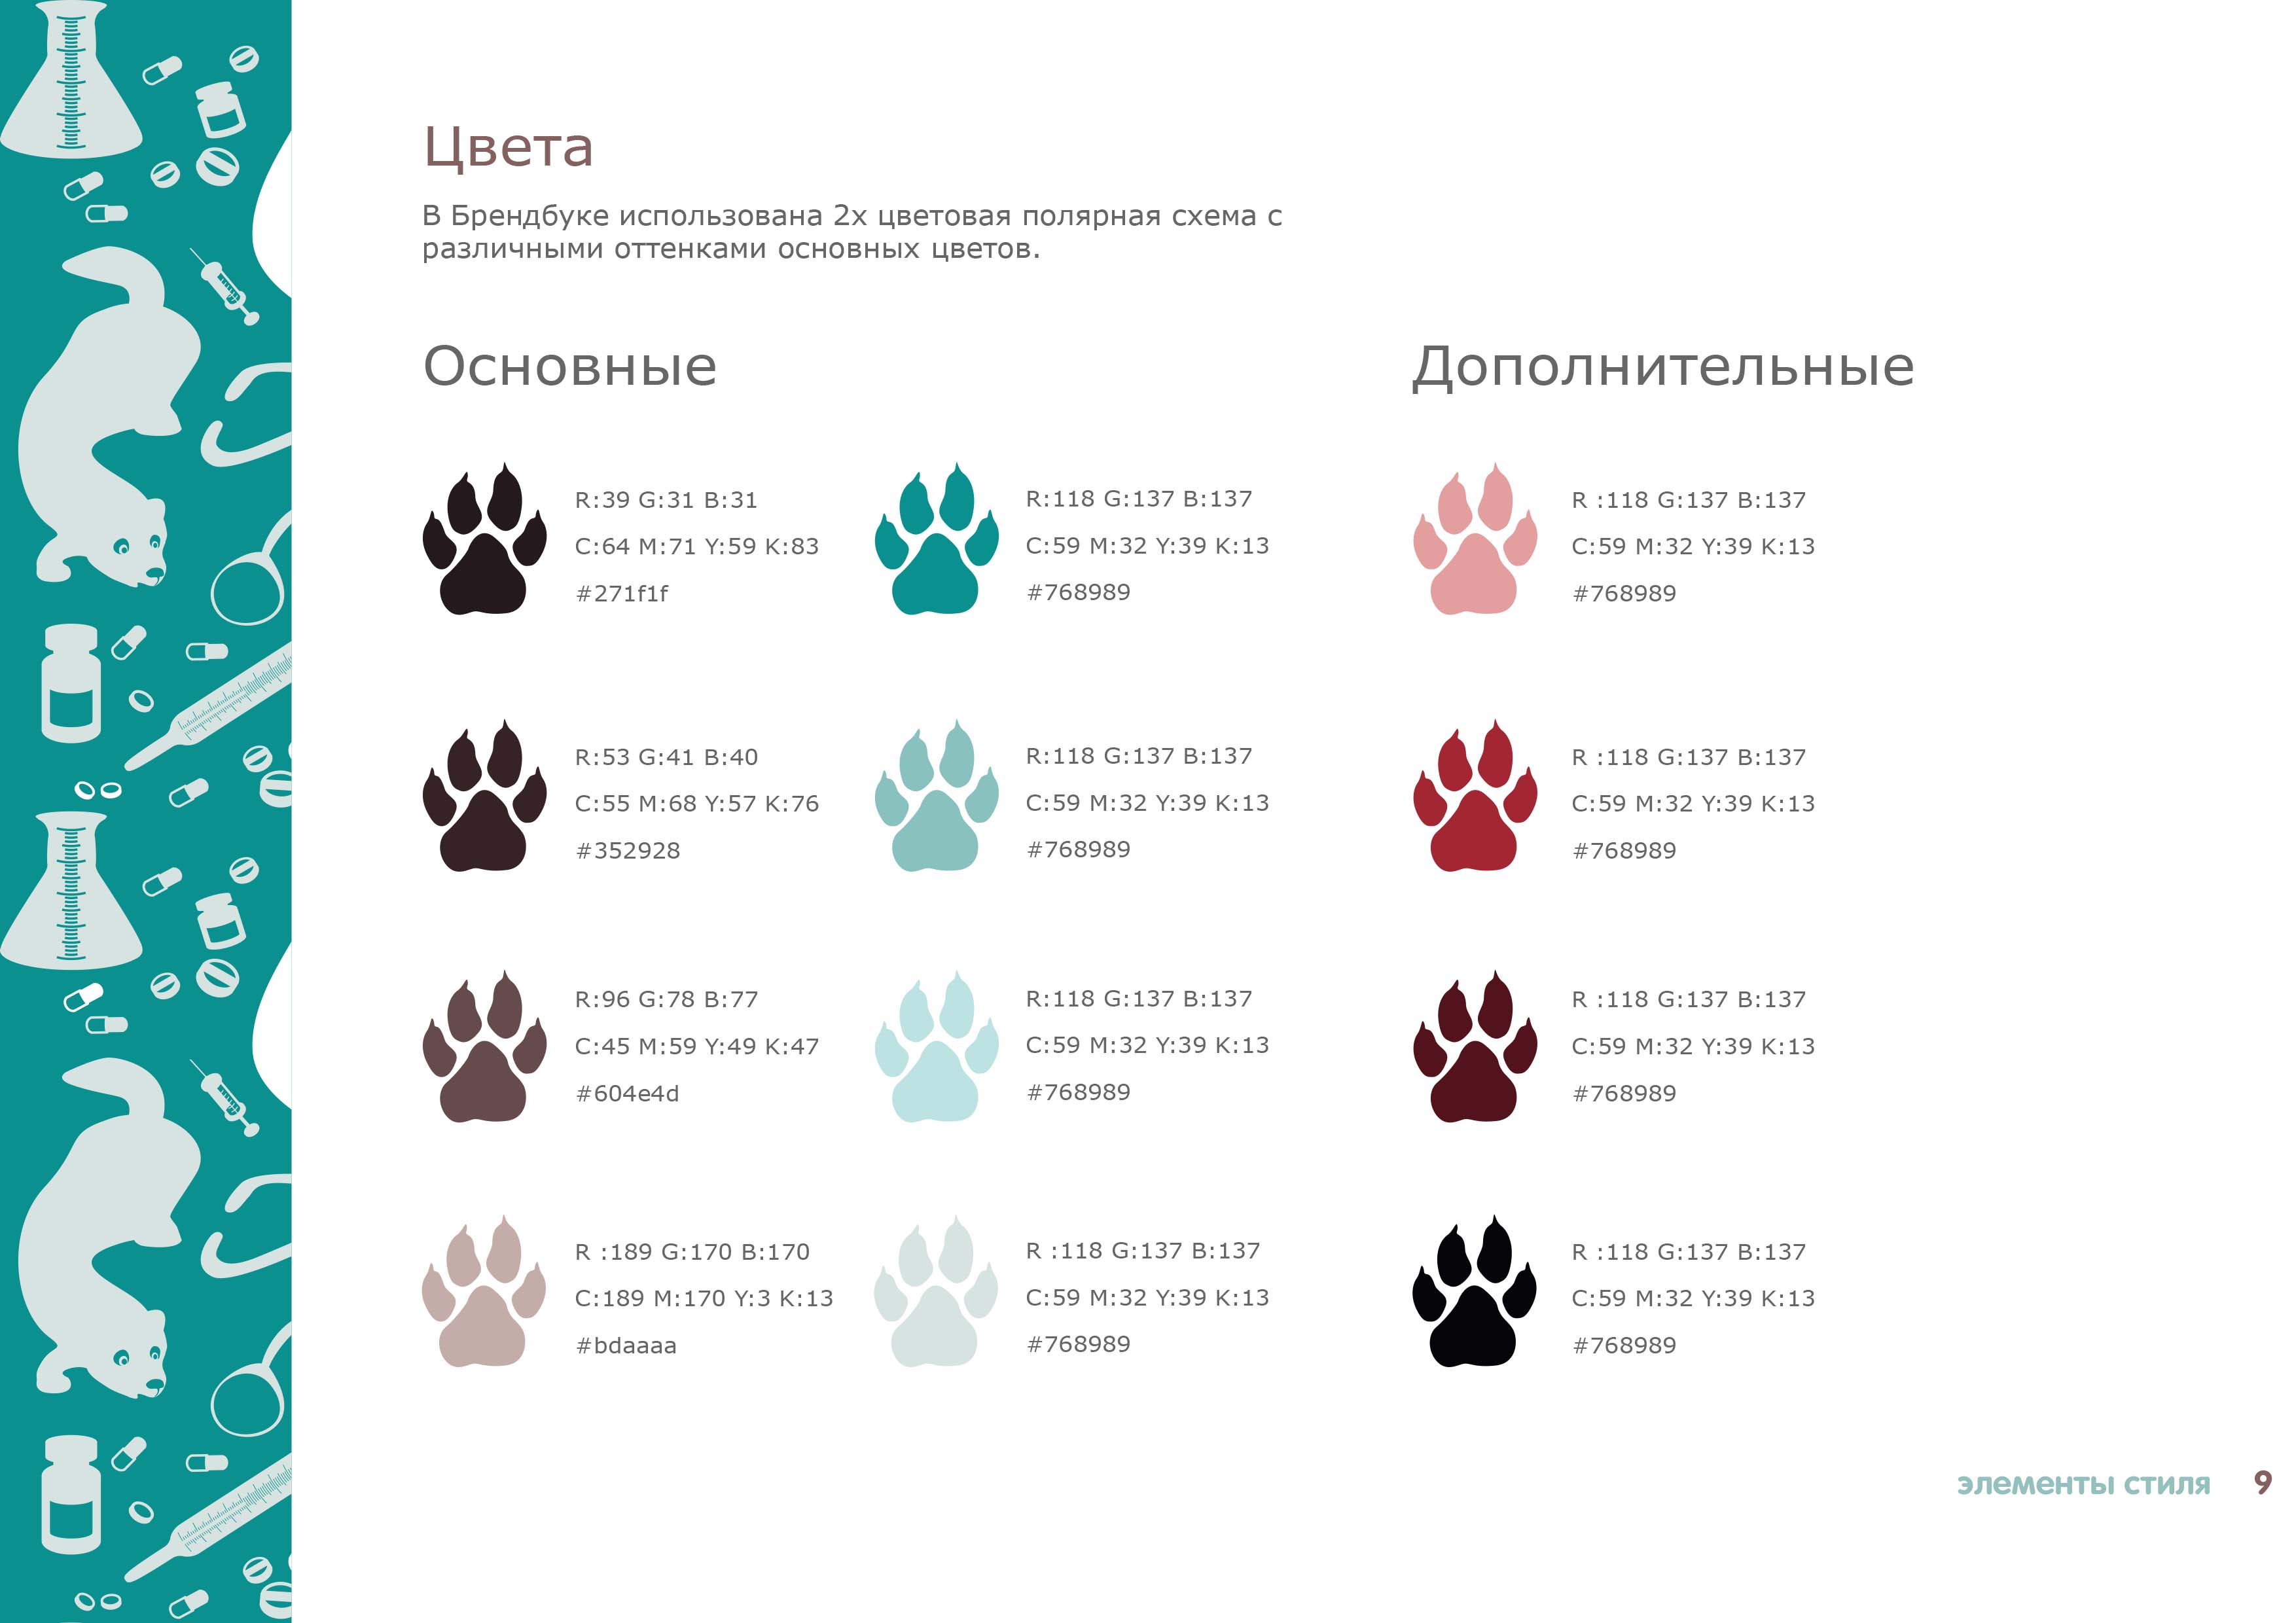 Цвета
В Брендбуке использована 2х цветовая полярная схема с
различными оттенками основных цветов.
Основные
R:39 G:31 B:31
C:64 M:71 Y:59 K:83
#271f1f
R:118 G:137 B:137
C:59 M:32 Y:39 K:13
#768989
R:53 G:41 B:40
C:55 M:68 Y:57 K:76
#352928
R:118 G:137 B:137
C:59 M:32 Y:39 K:13
#768989
R:96 G:78 B:77
C:45 M:59 Y:49 K:47
#604e4d
R:118 G:137 B:137
C:59 M:32 Y:39 K:13
#768989
R :189 G:170 B:170
C:189 M:170 Y:3 K:13
#bdaaaa
R :118 G:137 B:137
C:59 M:32 Y:39 K:13
#768989
Дополнительные
R :118 G:137 B:137
C:59 M:32 Y:39 K:13
#768989
R :118 G:137 B:137
C:59 M:32 Y:39 K:13
#768989
R :118 G:137 B:137
C:59 M:32 Y:39 K:13
#768989
R :118 G:137 B:137
C:59 M:32 Y:39 K:13
#768989
элементы стиля 9